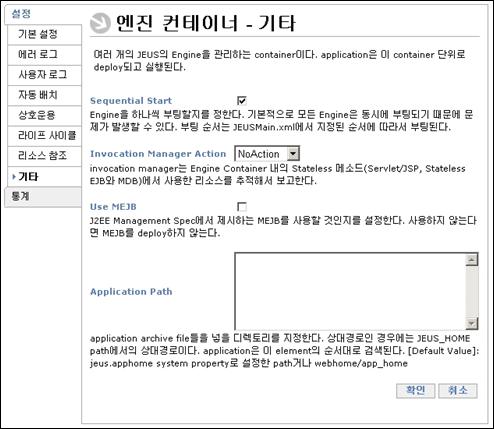 설정
기본 설정
에러 로그
사용자 로그
자동 배치
상호운용
라이프 사이클
리소스 참조
기타
통계
엔진 컨테이너 - 기타
여러 개의 JEUS의 Engine을 관리하는 container이다. application은 이 container 단위로
deploy되고 실행된다.
Sequential Start
Engine을 하나씩 부팅할지를 정한다. 기본적으로 모든 Engine은 동시에 부팅되기 때문에 문
제가 발생할 수 있다. 부팅 순서는 JEUSMain.xml에서 지정된 순서에 따라서 부팅된다.
Invocation Manager Action NoAction
invocation manager는 Engine Container 내의 Stateless 메소드(Servlet/JSP, Stateless
EJB와 MDB)에서 사용한 리소스를 추적해서 보고한다.
Use MEJB
J2EE Management Spec에서 제시하는 MEJB를 사용할 것인지를 설정한다. 사용하지 않는다
면 MEJB를 deploy하지 않는다.
Application Path
application archive file들을 넣을 디렉토리를 지정한다. 상대경로인 경우에는 JEUS_HOME
path에서의 상대경로이다. application은 이 element의 순서대로 검색된다. [Default Value]:
jeus.apphome system property로 설정한 path거나 webhome/app_home
확인 취소